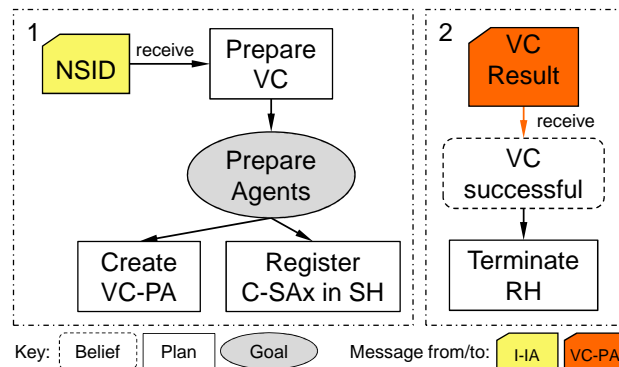 1
NSID
receive
Prepare
VC
Prepare
Agents
Create
VC-PA
Register
C-SAx in SH
2
VC
Result
receive
VC
successful
Terminate
RH
Key: Belief Plan Goal Message from/to: I-IA VC-PA